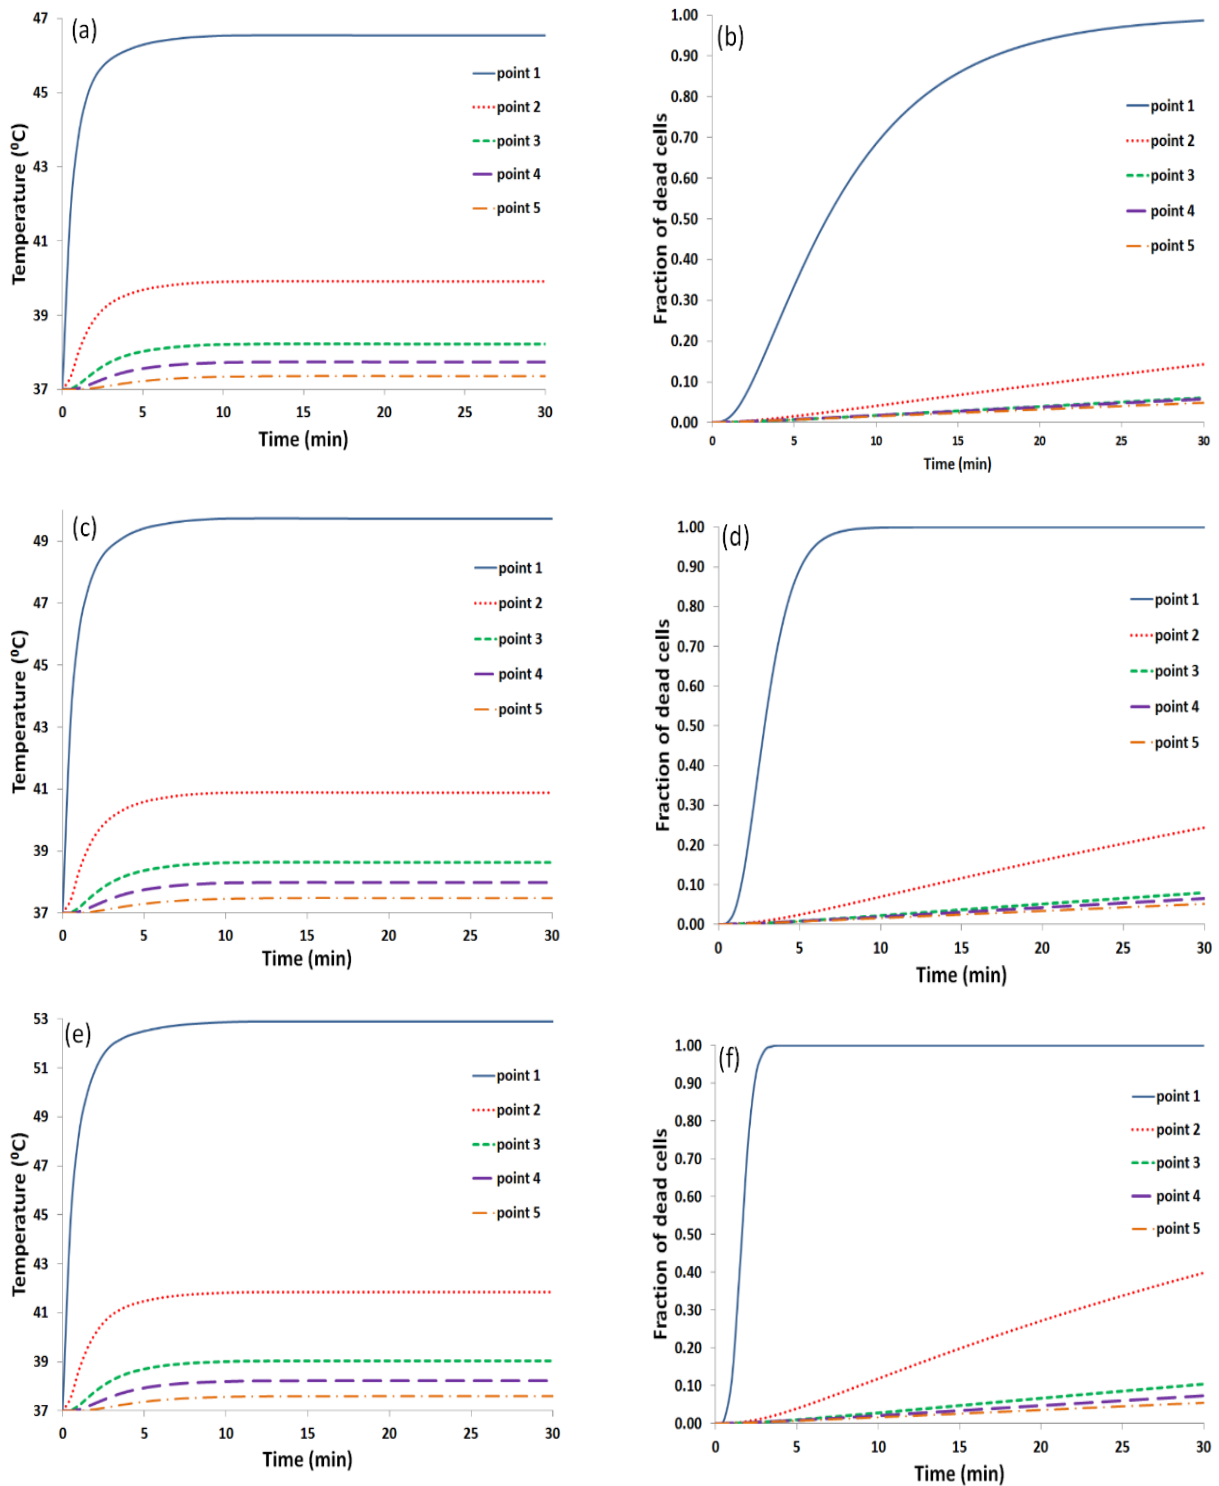 (a)
Temperature (⁰C)
47
45
43
41
39
37
0 5 10 15 20 25 30
Time (min)
point 1
point 2
point 3
point 4
point 5
(b)
Fraction of dead cells
1.00
0.90
0.80
0.70
0.60
0.50
0.40
0.30
0.20
0.10
0.00
0 5 10 15 20 25 30
Time (min)
point 1
point 2
point 3
point 4
point 5
(c)
Temperature (⁰C)
49
47
45
43
41
39
37
0 5 10 15 20 25 30
Time (min)
point 1
point 2
point 3
point 4
point 5
(d)
Fraction of dead cells
1.00
0.90
0.80
0.70
0.60
0.50
0.40
0.30
0.20
0.10
0.00
0 5 10 15 20 25 30
Time (min)
point 1
point 2
point 3
point 4
point 5
(e)
Temperature (⁰C)
53
51
49
47
45
43
41
39
37
0 5 10 15 20 25 30
Time (min)
point 1
point 2
point 3
point 4
point 5
(f)
Fraction of dead cells
1.00
0.90
0.80
0.70
0.60
0.50
0.40
0.30
0.20
0.10
0.00
0 5 10 15 20 25 30
Time (min)
point 1
point 2
point 3
point 4
point 5